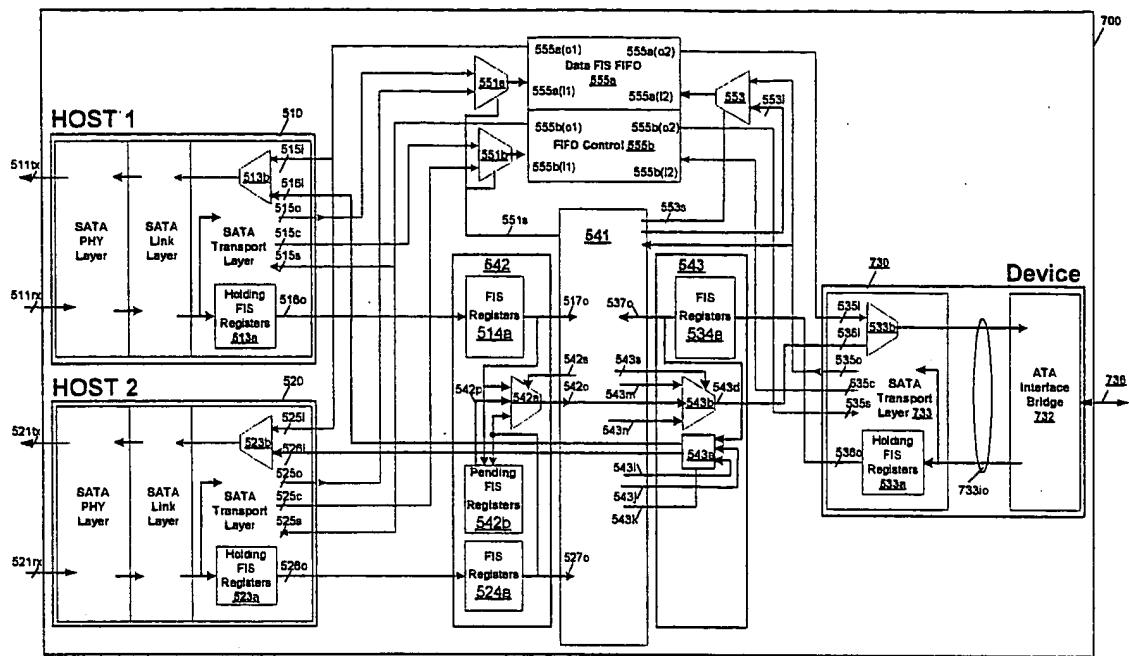 700
HOST 1
510
511tx
511rx
SATA
PHY
Layer
SATA
Link
Layer
SATA
Transport
Layer
513b
515i
516i
515o
515c
515s
Holding
FIS
Registers
513a
516o
HOST 2
520
521tx
521rx
SATA
PHY
Layer
SATA
Link
Layer
SATA
Transport
Layer
523b
525i
526i
525o
525c
525s
Holding
FIS
Registers
523a
526o
551a
551b
551s
555a(o1) 555a(o2)
Data FIS FIFO
555a
555a(i1) 555a(i2)
555b(o1) 555b(o2)
FIFO Control 555b
555b(i1) 555b(i2)
553
553i
553s
541
542
FIS
Registers
514a
517o
542s
542p
542a
542o
Pending
FIS
Registers
542b
FIS
Registers
524a
527o
543
537o
FIS
Registers
534a
543s
543m
543b
543d
543n
543a
543i
543j
543k
Device
730
535i
536i
533b
535o
535c
535s
SATA
Transport
Layer 733
Holding
FIS
Registers
533a
536o
733io
ATA
Interface
Bridge
732
736